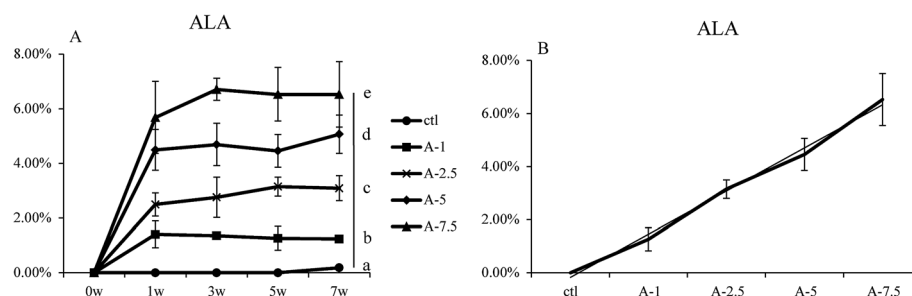 ALA
A
8.00%
6.00%
4.00%
2.00%
0.00%
0w 1w 3w 5w 7w
e
d
c
b
a
ctl
A-1
A-2.5
A-5
A-7.5
ALA
B
8.00%
6.00%
4.00%
2.00%
0.00%
ctl A-1 A-2.5 A-5 A-7.5